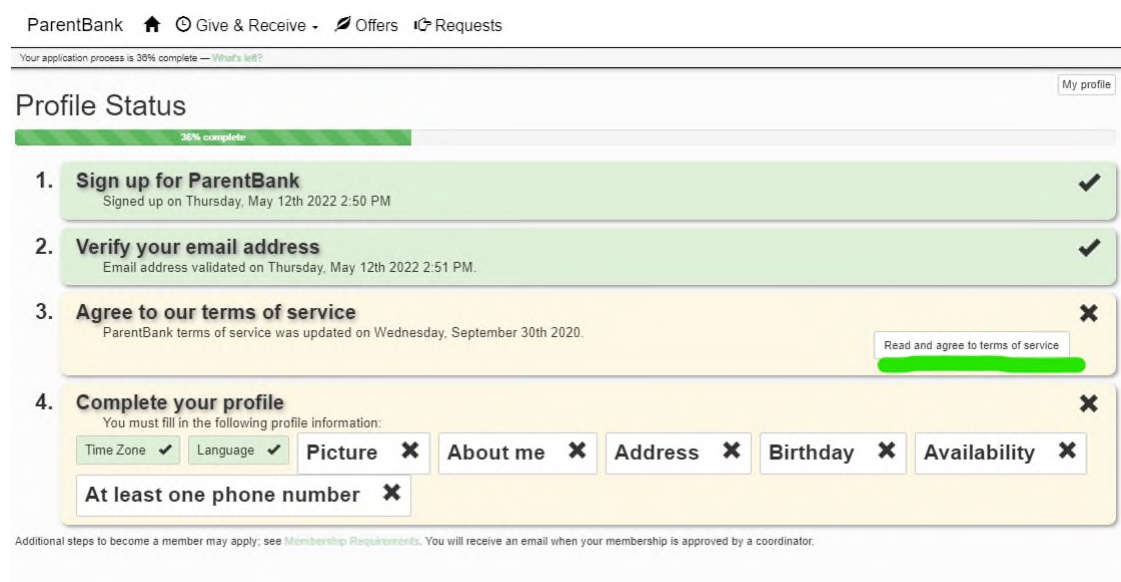 ParentBank Give & Receive Offers Requests
Your application process is 36% complete — What's left?
My profile
Profile Status
36% complete
1. Sign up for ParentBank
Signed up on Thursday, May 12th 2022 2:50 PM
2. Verify your email address
Email address validated on Thursday, May 12th 2022 2:51 PM.
3. Agree to our terms of service
ParentBank terms of service was updated on Wednesday, September 30th 2020.
Read and agree to terms of service
4. Complete your profile
You must fill in the following profile information:
Time Zone Language Picture About me Address Birthday Availability
At least one phone number
Additional steps to become a member may apply; see Membership Requirements. You will receive an email when your membership is approved by a coordinator.